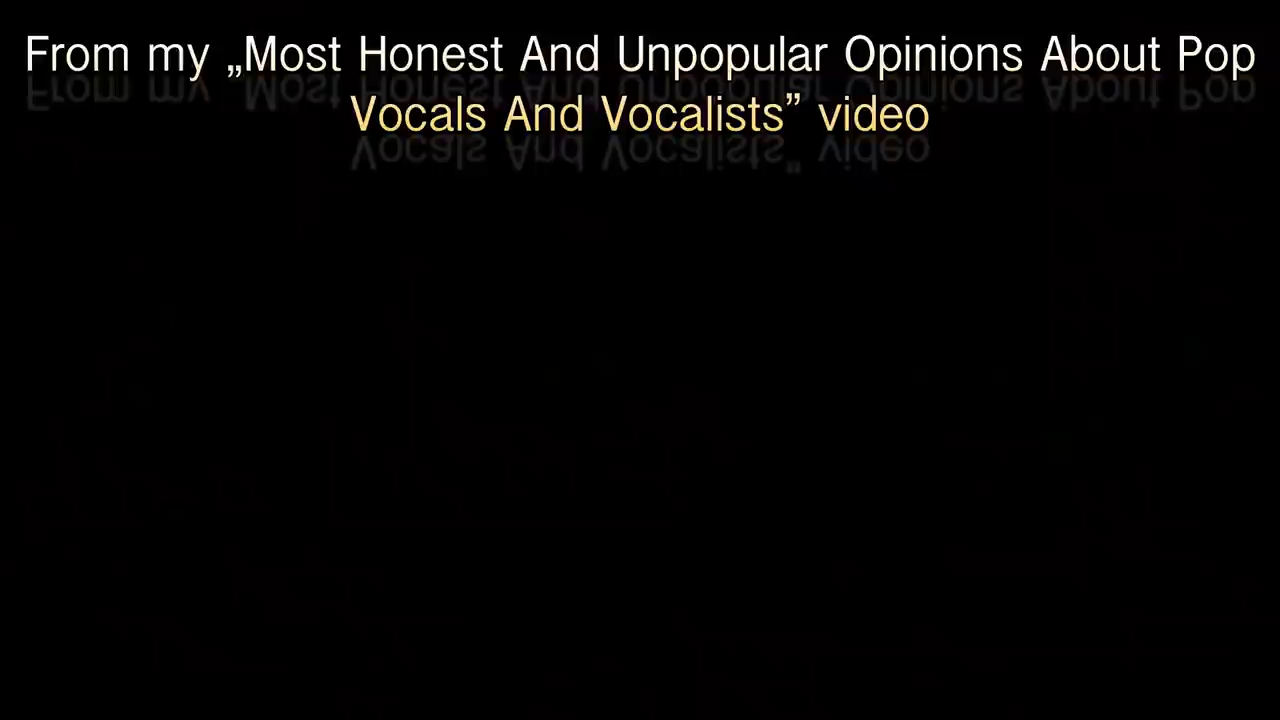 From my „Most Honest And Unpopular Opinions About Pop
Vocals And Vocalists” video